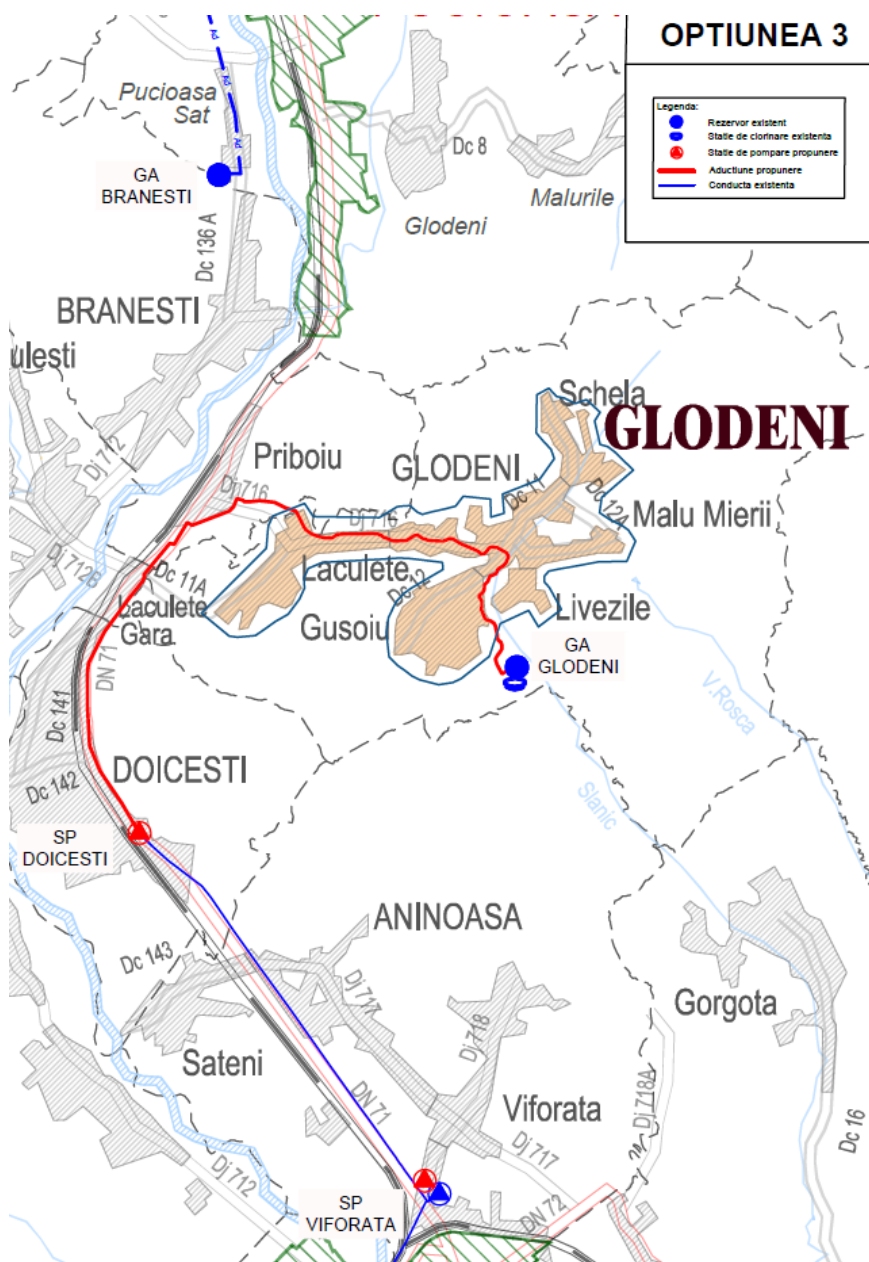 OPTIUNEA 3
Legenda:
Rezervor existent
Statie de clorinare existenta
Statie de pompare propunere
Aductiune propunere
Conducta existenta
Pucioasa
Sat
GA
BRANESTI
Dc 8
Malurile
Glodeni
Dc 136 A
BRANESTI
ulesti
Dj 712
Schela
GLODENI
Priboiu
GLODENI
Dj 716
Dj 716
Dc 11
Dc 12A
Malu Mierii
Dj 712B
Dc 11A
Laculete
Dc 12
Laculete
Gara
Gusoiu
Livezile
GA
GLODENI
DN 71
Dc 141
V.Rosca
Slanic
DOICESTI
Dc 142
SP
DOICESTI
ANINOASA
Dc 143
Dj 717
Dj 718
Gorgota
Sateni
DN 71
Viforata
Dj 718A
Dc 16
Dj 717
Dj 712
SP
VIFORATA
DN 72